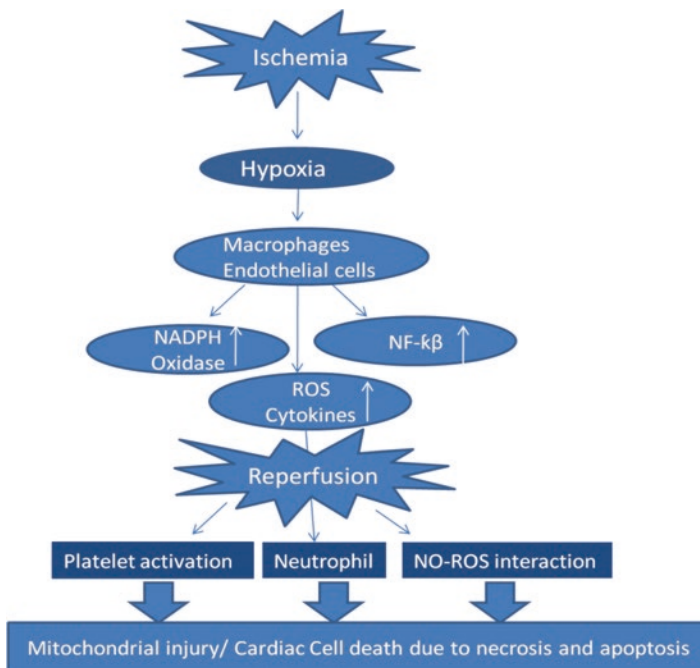 Ischemia
Hypoxia
Macrophages
Endothelial cells
NADPH
Oxidase
NF-ƙβ
ROS
Cytokines
Reperfusion
Platelet activation
Neutrophil
NO-ROS interaction
Mitochondrial injury/ Cardiac Cell death due to necrosis and apoptosis